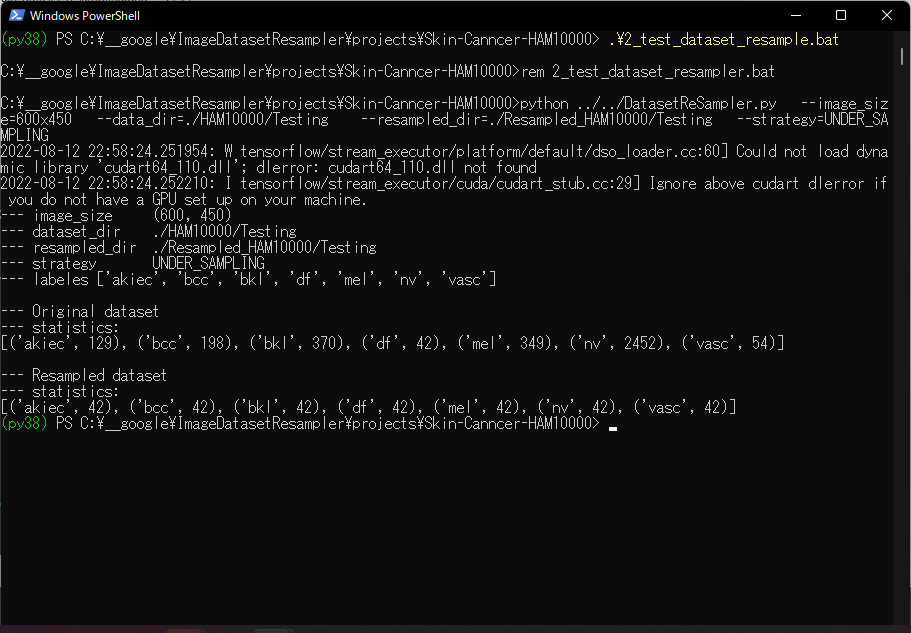 Windows PowerShell
(py38) PS C:¥__google¥ImageDatasetResampler¥projects¥Skin-Canncer-HAM10000> .¥2_test_dataset_resample.bat
C:¥__google¥ImageDatasetResampler¥projects¥Skin-Canncer-HAM10000>rem 2_test_dataset_resampler.bat
C:¥__google¥ImageDatasetResampler¥projects¥Skin-Canncer-HAM10000>python ../../DatasetReSampler.py   --image_siz
e=600x450   --data_dir=./HAM10000/Testing    --resampled_dir=./Resampled_HAM10000/Testing   --strategy=UNDER_SA
MPLING
2022-08-12 22:58:24.251954: W tensorflow/stream_executor/platform/default/dso_loader.cc:60] Could not load dyna
mic library 'cudart64_110.dll'; dlerror: cudart64_110.dll not found
2022-08-12 22:58:24.252210: I tensorflow/stream_executor/cuda/cudart_stub.cc:29] Ignore above cudart dlerror if
 you do not have a GPU set up on your machine.
--- image_size     (600, 450)
--- dataset_dir    ./HAM10000/Testing
--- resampled_dir  ./Resampled_HAM10000/Testing
--- strategy       UNDER_SAMPLING
--- labeles ['akiec', 'bcc', 'bkl', 'df', 'mel', 'nv', 'vasc']
--- Original dataset
--- statistics:
[('akiec', 129), ('bcc', 198), ('bkl', 370), ('df', 42), ('mel', 349), ('nv', 2452), ('vasc', 54)]
--- Resampled dataset
--- statistics:
[('akiec', 42), ('bcc', 42), ('bkl', 42), ('df', 42), ('mel', 42), ('nv', 42), ('vasc', 42)]
(py38) PS C:¥__google¥ImageDatasetResampler¥projects¥Skin-Canncer-HAM10000>